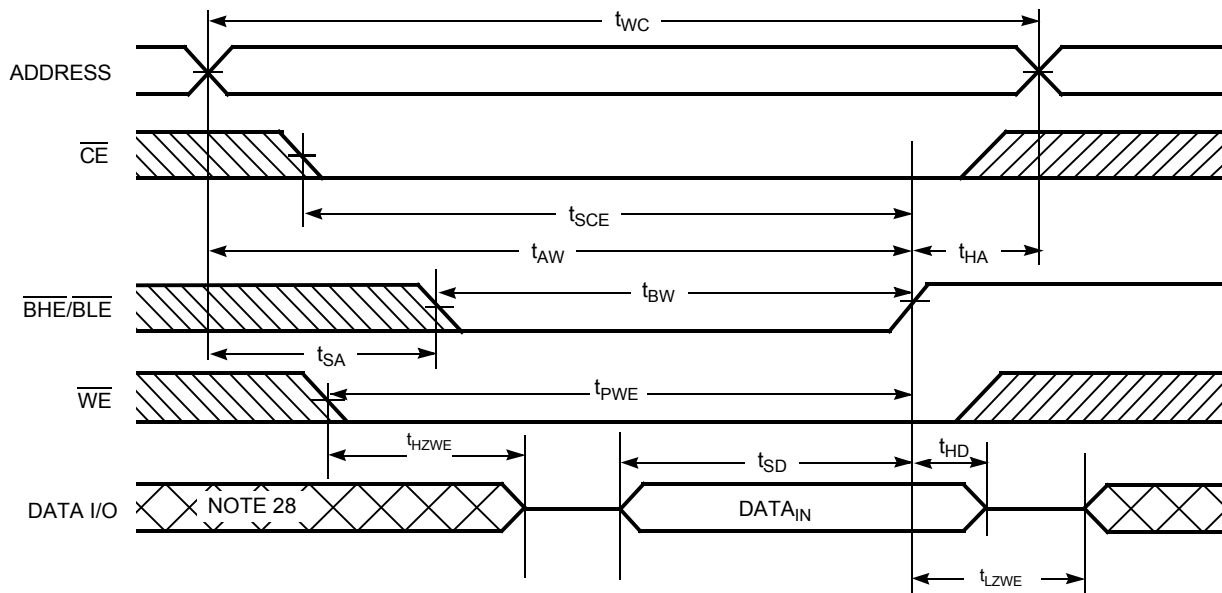 tWC
ADDRESS
CE
tSCE
tAW
tHA
BHE/BLE
tBW
tSA
WE
tPWE
tHZWE
tSD
tHD
DATA I/O
NOTE 28
DATAIN
tLZWE